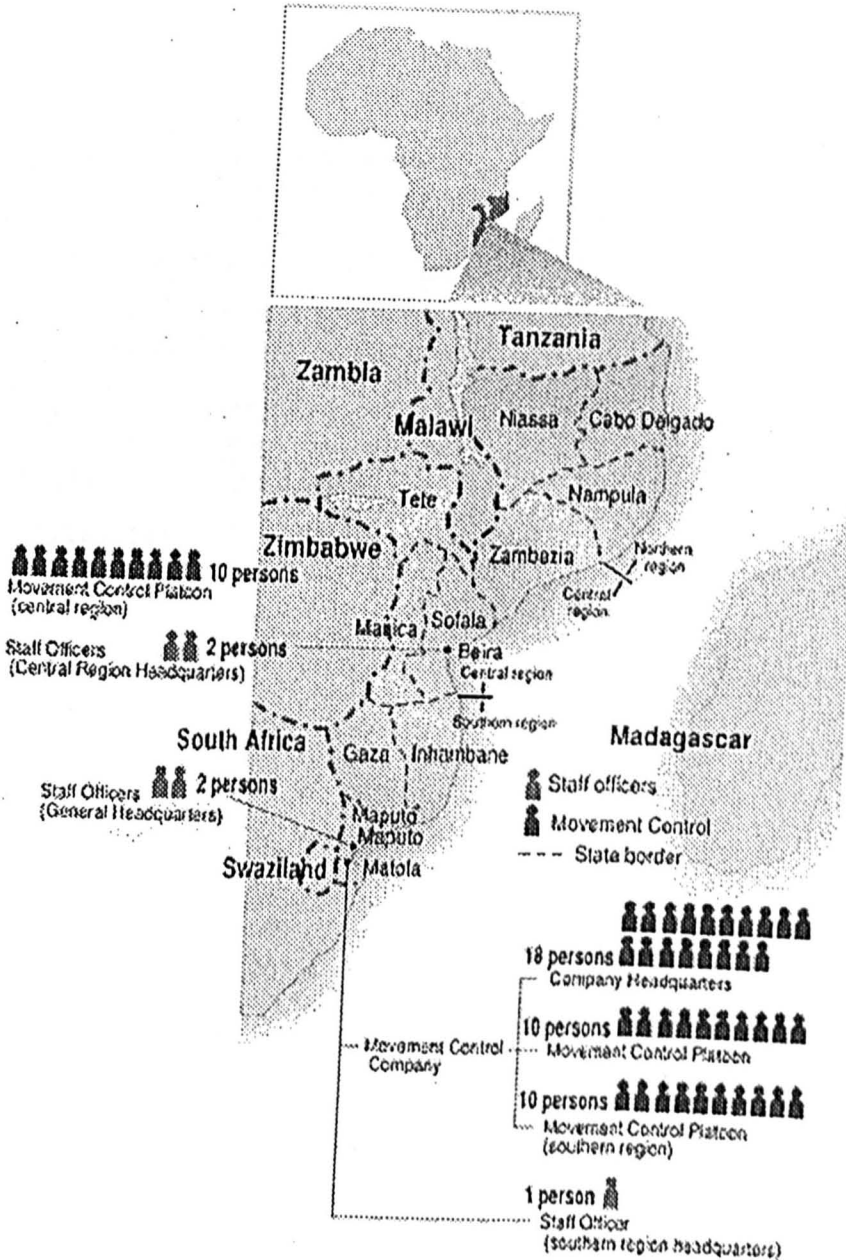 Tanzania
Zambia
Malawi
Niassa
Cabo Delgado
Tete
Nampula
Zimbabwe
Zambezia
Northern
region
Central
region
10 persons
Movement Control Platoon
(central region)
Manica
Sofala
Staff Officers
2 persons
(Central Region Headquarters)
Beira
Central region
Southern region
South Africa
Gaza
Inhambane
Madagascar
Staff Officers
2 persons
(General Headquarters)
Staff officers
Movement Control
State border
Maputo
Maputo
Swaziland
Matola
18 persons
Company Headquarters
10 persons
Movement Control Platoon
Movement Control
Company
10 persons
Movement Control Platoon
(southern region)
1 person
Staff Officer
(southern region headquarters)